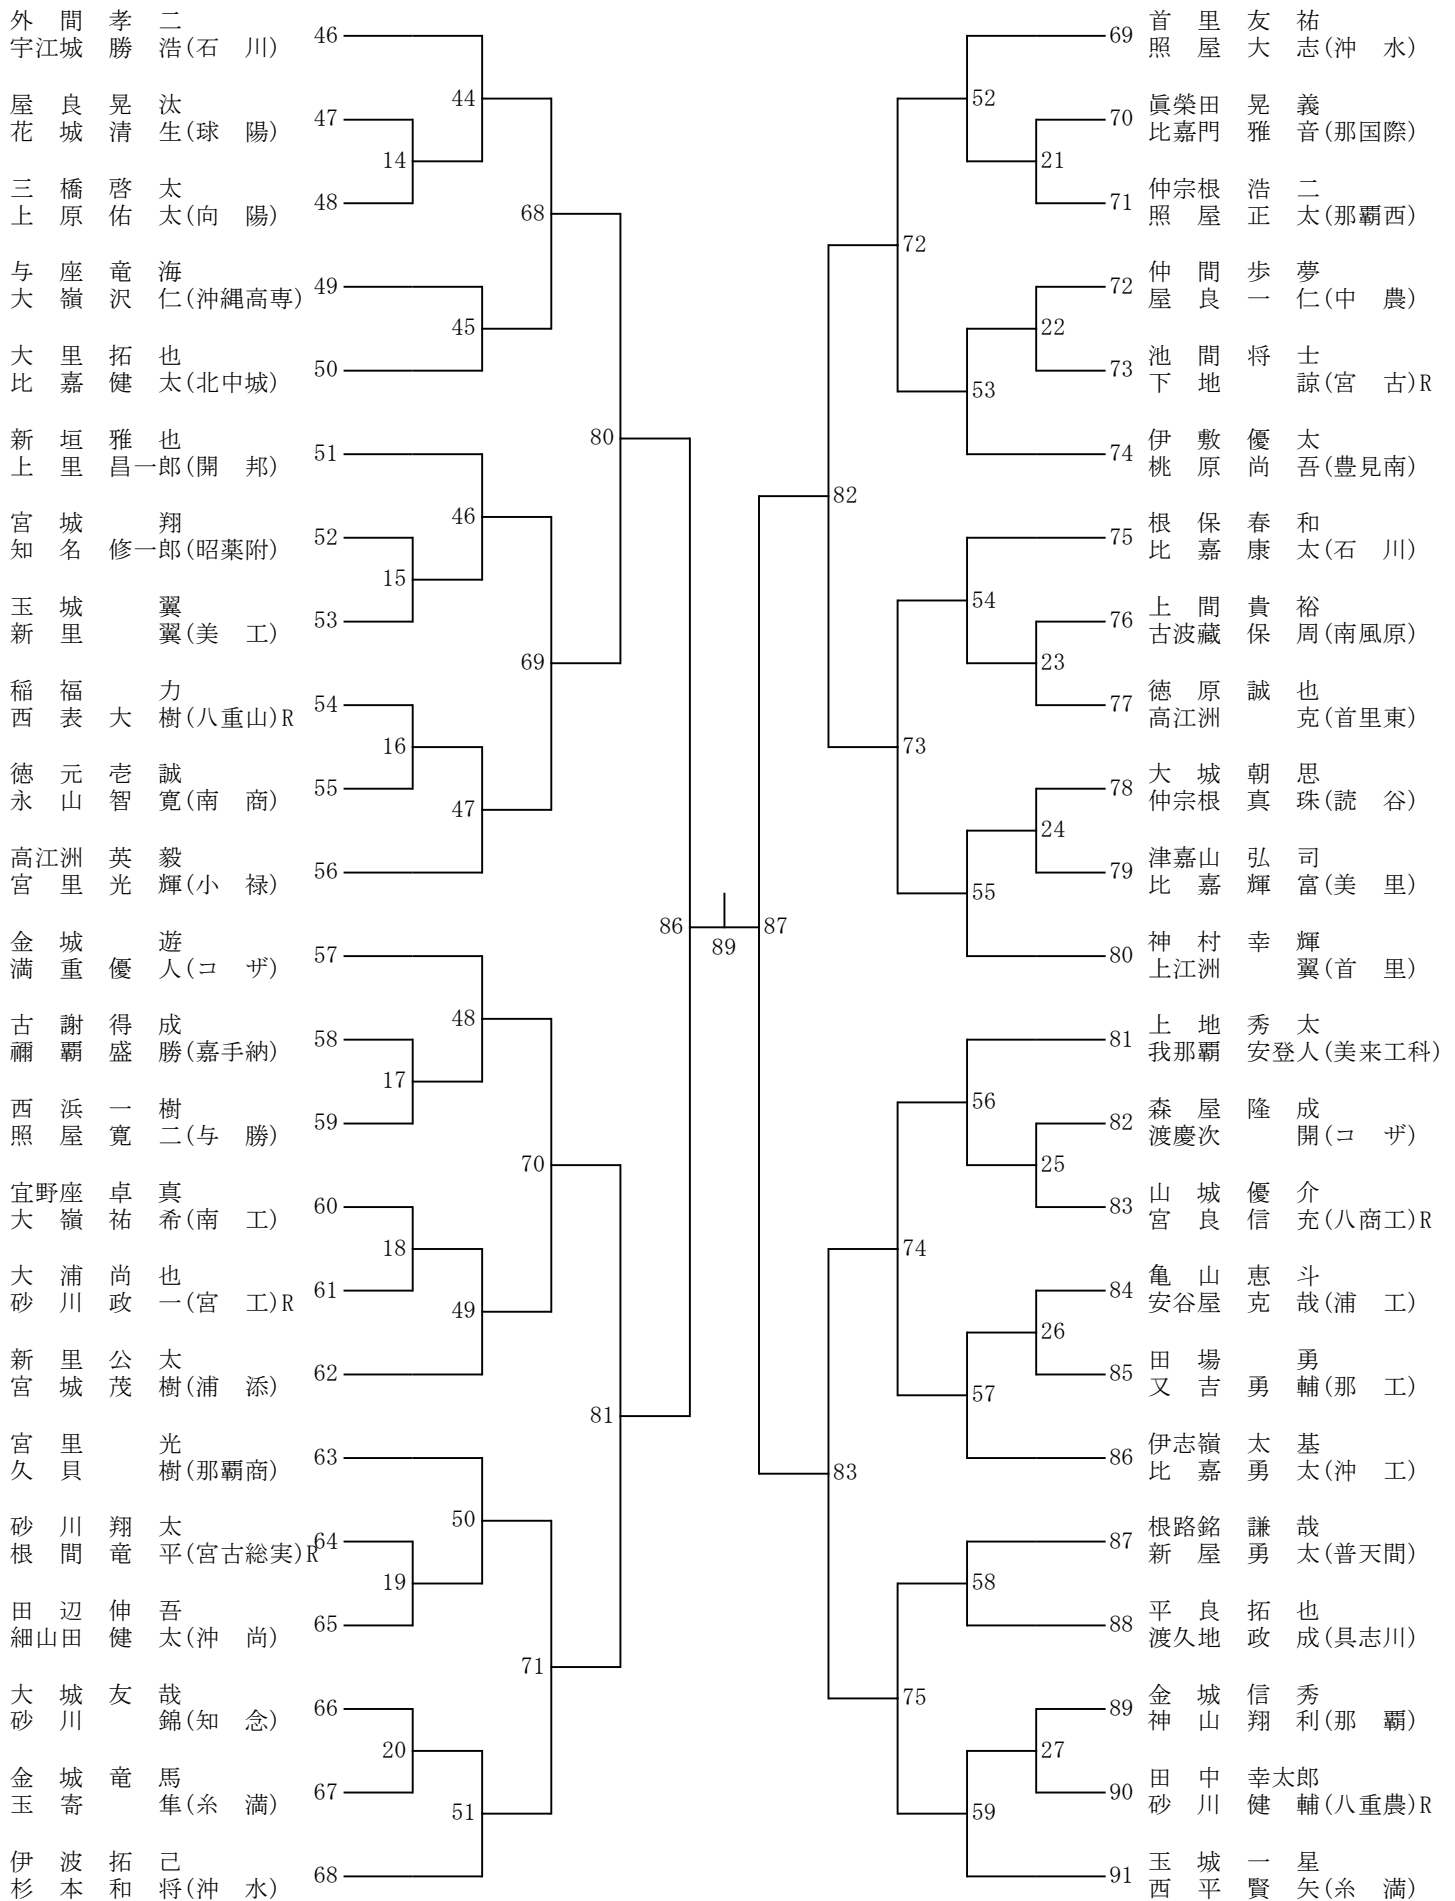 外　間　孝　二
宇江城　勝　浩(石　川)　46
屋　良　晃　汰
花　城　清　生(球　陽)　47
三　橋　啓　太
上　原　佑　太(向　陽)　48
与　座　竜　海
大　嶺　沢　仁(沖縄高専)　49
大　里　拓　也
比　嘉　健　太(北中城)　50
新　垣　雅　也
上　里　昌一郎(開　邦)　51
宮　城　　　翔
知　名　修一郎(昭薬附)　52
玉　城　　　翼
新　里　　　翼(美　工)　53
稲　福　　　力
西　表　大　樹(八重山)R　54
徳　元　壱　誠
永　山　智　寛(南　商)　55
高江洲　英　毅
宮　里　光　輝(小　禄)　56
金　城　　　遊
満　重　優　人(コ　ザ)　57
古　謝　得　成
禰　覇　盛　勝(嘉手納)　58
西　浜　一　樹
照　屋　寛　二(与　勝)　59
宜野座　卓　真
大　嶺　祐　希(南　工)　60
大　浦　尚　也
砂　川　政　一(宮　工)R　61
新　里　公　太
宮　城　茂　樹(浦　添)　62
宮　里　　　光
久　貝　　　樹(那覇商)　63
砂　川　翔　太
根　間　竜　平(宮古総実)R　64
田　辺　伸　吾
細山田　健　太(沖　尚)　65
大　城　友　哉
砂　川　　　錦(知　念)　66
金　城　竜　馬
玉　寄　　　隼(糸　満)　67
伊　波　拓　己
杉　本　和　将(沖　水)　68
44
14
68
45
80
46
15
69
16
47
86
89
87
48
17
70
18
49
81
50
19
71
20
51
52
21
72
22
53
82
54
23
73
24
55
56
25
74
26
57
83
58
75
27
59
69　首　里　友　祐
照　屋　大　志(沖　水)
70　眞榮田　晃　義
比嘉門　雅　音(那国際)
71　仲宗根　浩　二
照　屋　正　太(那覇西)
72　仲　間　歩　夢
屋　良　一　仁(中　農)
73　池　間　将　士
下　地　　　諒(宮　古)R
74　伊　敷　優　太
桃　原　尚　吾(豊見南)
75　根　保　春　和
比　嘉　康　太(石　川)
76　上　間　貴　裕
古波藏　保　周(南風原)
77　徳　原　誠　也
高江洲　　　克(首里東)
78　大　城　朝　思
仲宗根　真　珠(読　谷)
79　津嘉山　弘　司
比　嘉　輝　富(美　里)
80　神　村　幸　輝
上江洲　　　翼(首　里)
81　上　地　秀　太
我那覇　安登人(美来工科)
82　森　屋　隆　成
渡慶次　　　開(コ　ザ)
83　山　城　優　介
宮　良　信　充(八商工)R
84　亀　山　恵　斗
安谷屋　克　哉(浦　工)
85　田　場　　　勇
又　吉　勇　輔(那　工)
86　伊志嶺　太　基
比　嘉　勇　太(沖　工)
87　根路銘　謙　哉
新　屋　勇　太(普天間)
88　平　良　拓　也
渡久地　政　成(具志川)
89　金　城　信　秀
神　山　翔　利(那　覇)
90　田　中　幸太郎
砂　川　健　輔(八重農)R
91　玉　城　一　星
西　平　賢　矢(糸　満)